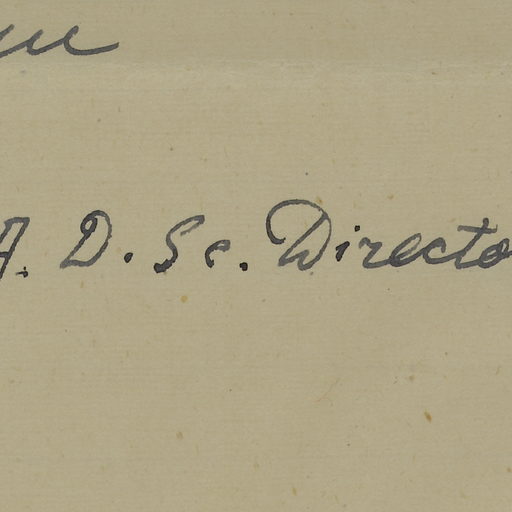 A. D. Sc. Directo